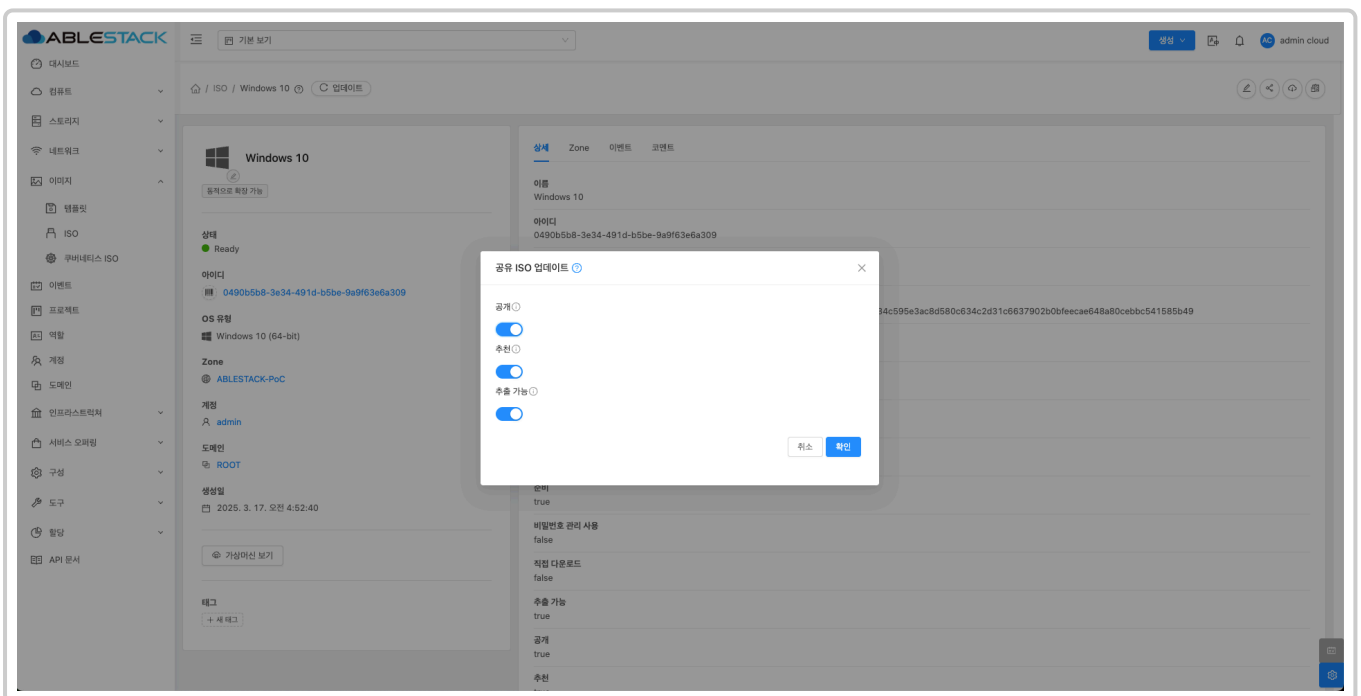 ABLESTACK
기본 보기
생성
AC
admin cloud
대시보드
컴퓨트
스토리지
네트워크
이미지
템플릿
ISO
쿠버네티스 ISO
이벤트
프로젝트
역할
계정
도메인
인프라스트럭쳐
서비스 오퍼링
구성
도구
할당
API 문서
/ ISO / Windows 10
업데이트
Windows 10
동적으로 확장 가능
상태
Ready
아이디
0490b5b8-3e34-491d-b5be-9a9f63e6a309
OS 유형
Windows 10 (64-bit)
Zone
ABLESTACK-PoC
계정
admin
도메인
ROOT
생성일
2025. 3. 17. 오전 4:52:40
가상머신 보기
태그
+ 새 태그
상세 Zone 이벤트 코멘트
이름
Windows 10
아이디
0490b5b8-3e34-491d-b5be-9a9f63e6a309
34c595e3ac8d580c634c2d31c6637902b0bfeecae648a80cebbc541585b49
공유 ISO 업데이트
공개
추천
추출 가능
취소 확인
준비
true
비밀번호 관리 사용
false
직접 다운로드
false
추출 가능
true
공개
true
추천